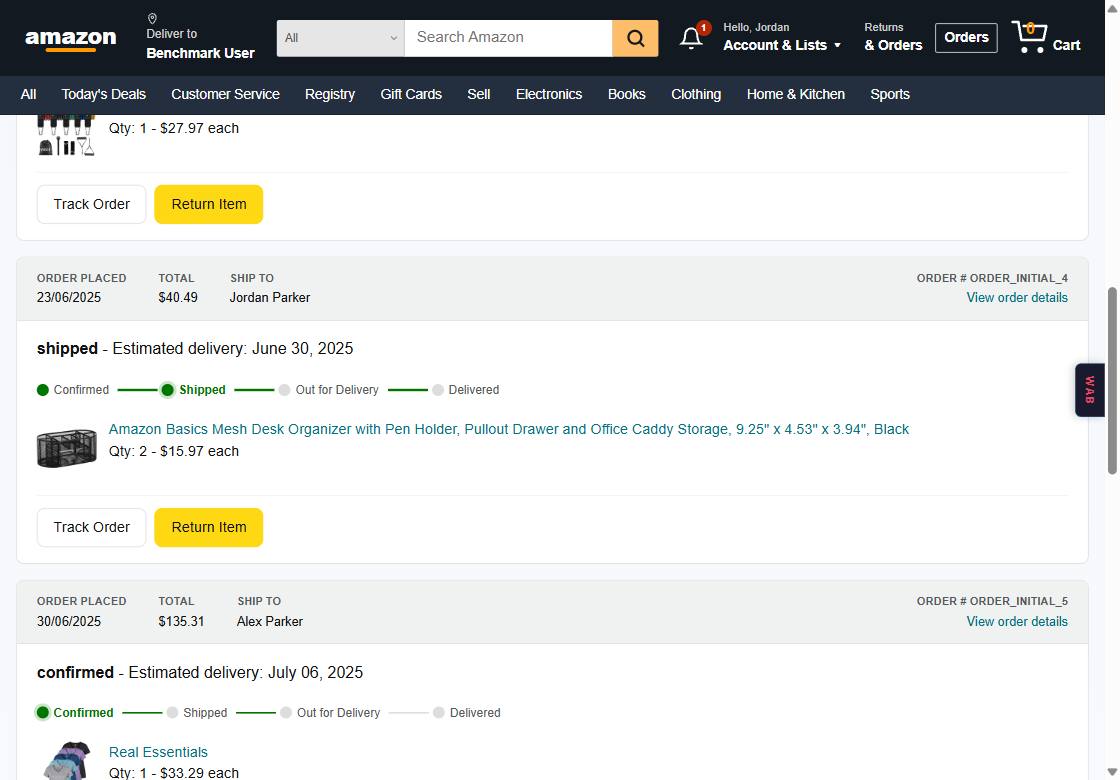 amazon
Deliver to
Benchmark User
All
Search Amazon
1
Hello, Jordan
Account & Lists
Returns
& Orders
Orders
0
Cart
All
Today's Deals
Customer Service
Registry
Gift Cards
Sell
Electronics
Books
Clothing
Home & Kitchen
Sports
Qty: 1 - $27.97 each
Track Order
Return Item
ORDER PLACED
23/06/2025
TOTAL
$40.49
SHIP TO
Jordan Parker
ORDER # ORDER_INITIAL_4
View order details
shipped - Estimated delivery: June 30, 2025
Confirmed
Shipped
Out for Delivery
Delivered
Amazon Basics Mesh Desk Organizer with Pen Holder, Pullout Drawer and Office Caddy Storage, 9.25" x 4.53" x 3.94", Black
Qty: 2 - $15.97 each
Track Order
Return Item
WAB
ORDER PLACED
30/06/2025
TOTAL
$135.31
SHIP TO
Alex Parker
ORDER # ORDER_INITIAL_5
View order details
confirmed - Estimated delivery: July 06, 2025
Confirmed
Shipped
Out for Delivery
Delivered
Real Essentials
Qty: 1 - $33.29 each